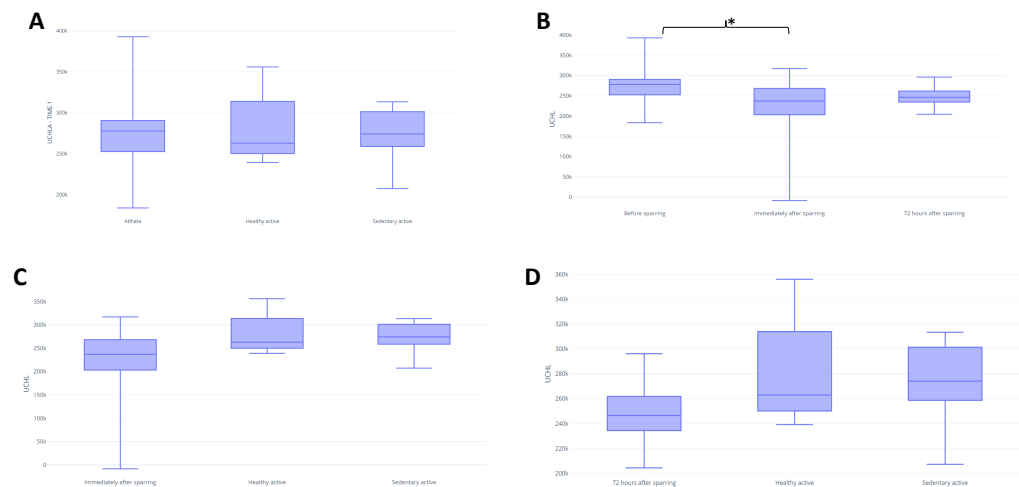 A
UCHLA - TIME 1
400k
350k
300k
250k
200k
Athlete
Healthy active
Sedentary active
B
*
UCHL
400k
350k
300k
250k
200k
150k
100k
50k
0
Before sparring
Immediately after sparring
72 hours after sparring
C
UCHL
350k
300k
250k
200k
150k
100k
50k
0
Immediately after sparring
Healthy active
Sedentary active
D
UCHL
360k
340k
320k
300k
280k
260k
240k
220k
200k
72 hours after sparring
Healthy active
Sedentary active